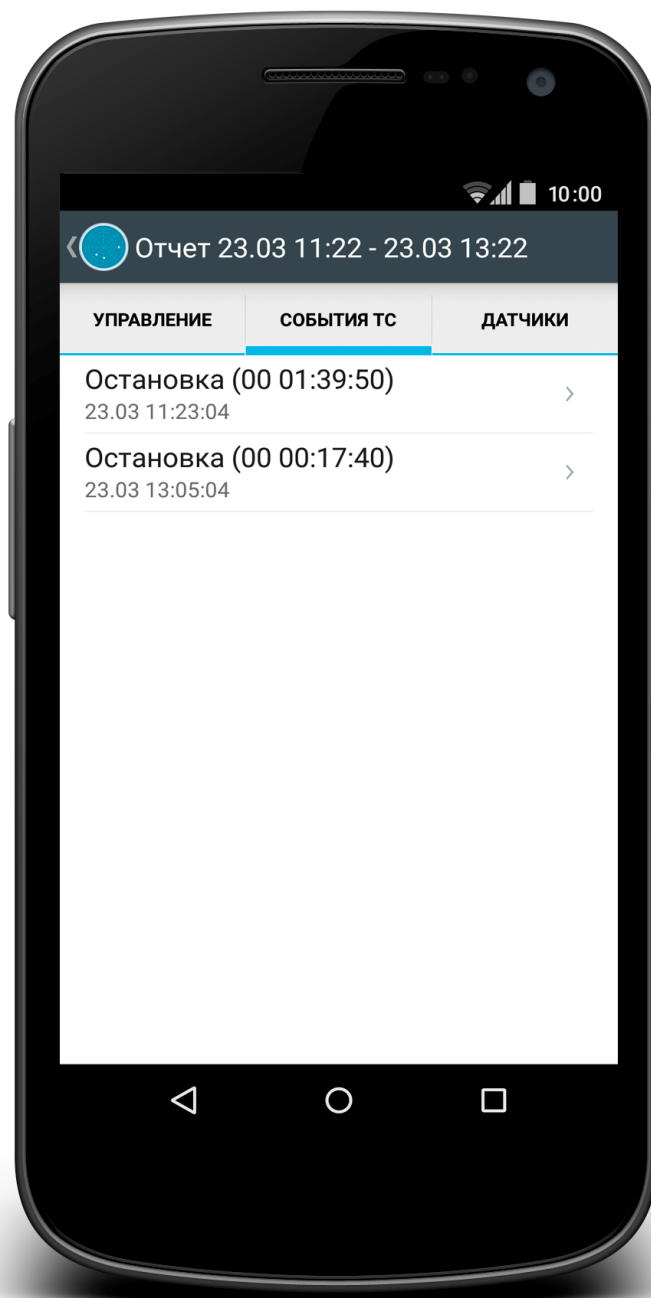 10:00
Отчет 23.03 11:22 - 23.03 13:22
УПРАВЛЕНИЕ СОБЫТИЯ ТС ДАТЧИКИ
Остановка (00 01:39:50)
23.03 11:23:04
Остановка (00 00:17:40)
23.03 13:05:04